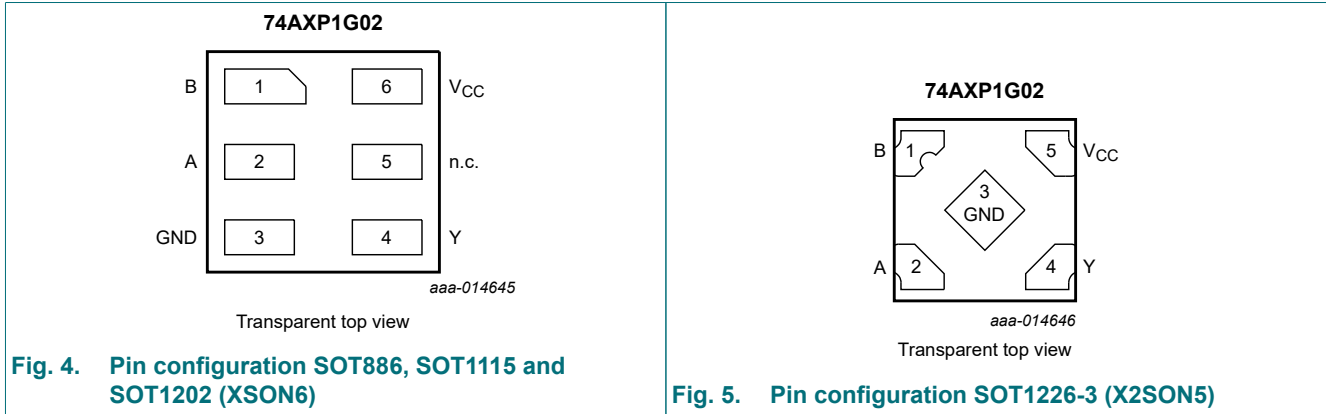 74AXP1G02
B 1 6 VCC
A 2 5 n.c.
GND 3 4 Y
aaa-014645
Transparent top view
Fig. 4. Pin configuration SOT886, SOT1115 and
SOT1202 (XSON6)
74AXP1G02
B 1 5 VCC
3
GND
A 2 4 Y
aaa-014646
Transparent top view
Fig. 5. Pin configuration SOT1226-3 (X2SON5)